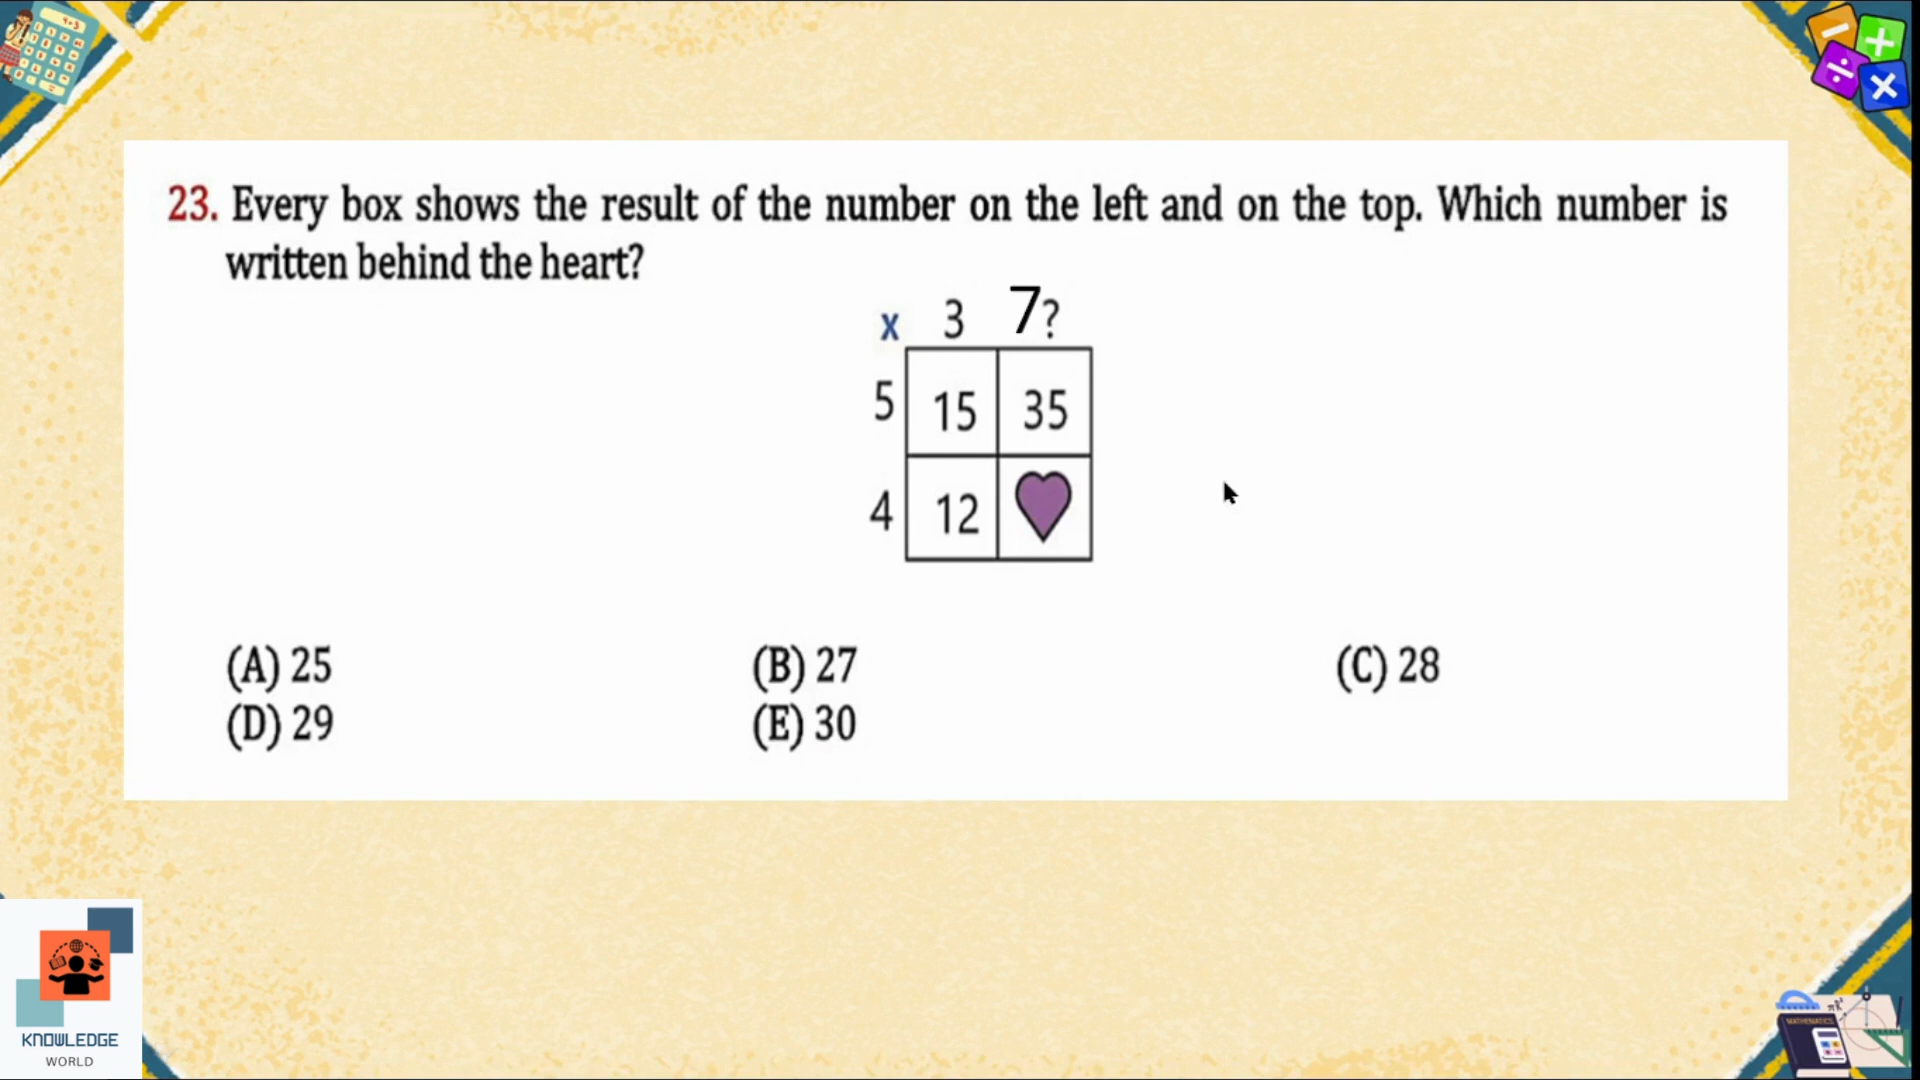 23. Every box shows the result of the number on the left and on the top. Which number is
written behind the heart?
x 3 7?
5 15 35
4 12
(A) 25 (B) 27 (C) 28
(D) 29 (E) 30
KNOWLEDGE
WORLD
MATHEMATICS